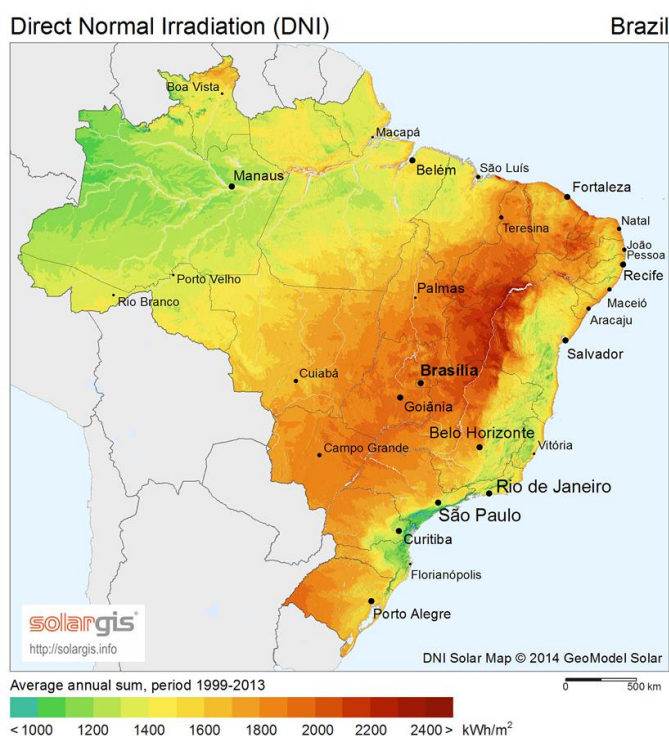 Direct Normal Irradiation (DNI) Brazil
Boa Vista
Macapá
Belém
São Luís
Manaus
Fortaleza
Teresina
Natal
João
Pessoa
Recife
Porto Velho
Palmas
Rio Branco
Maceió
Aracaju
Salvador
Cuiabá
Brasília
Goiânia
Belo Horizonte
Vitória
Campo Grande
Rio de Janeiro
São Paulo
Curitiba
Florianópolis
Porto Alegre
solargis®
http://solargis.info
DNI Solar Map © 2014 GeoModel Solar
Average annual sum, period 1999-2013
0 500 km
< 1000 1200 1400 1600 1800 2000 2200 2400 > kWh/m²